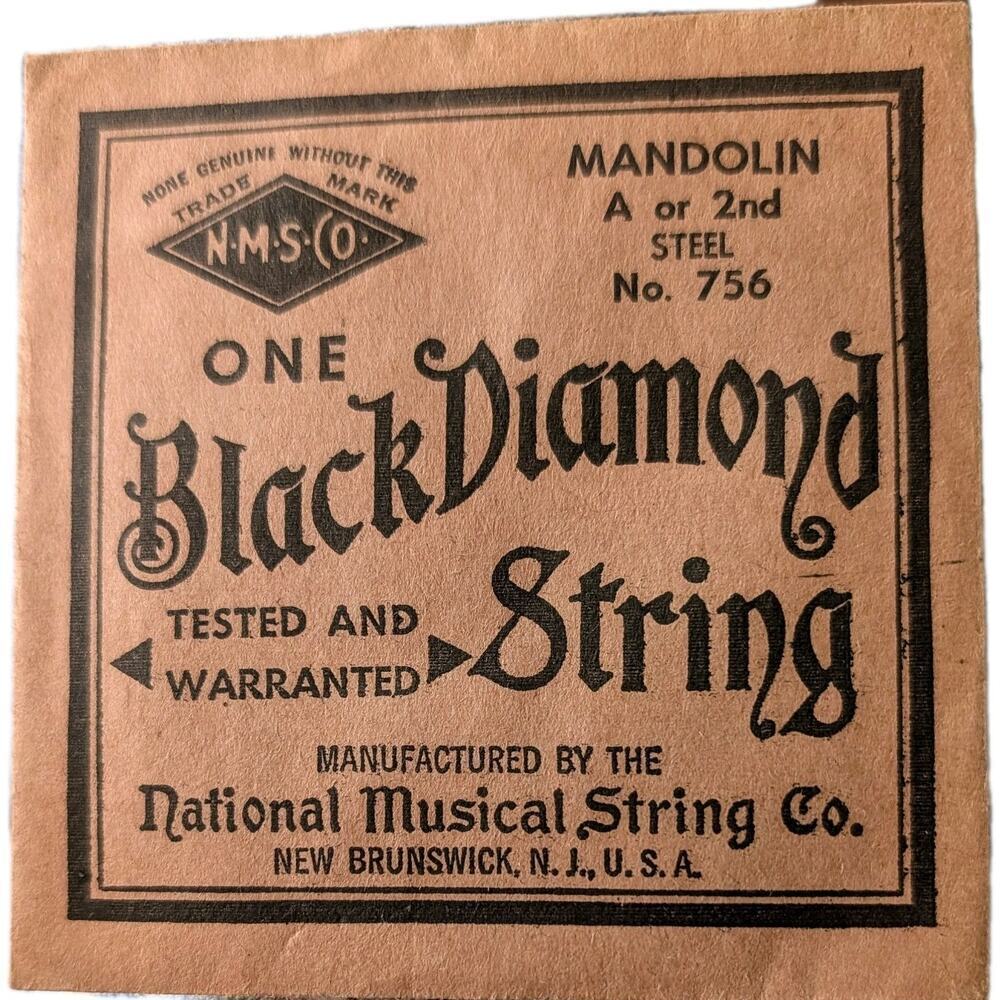 NONE GENUINE WITHOUT THIS
TRADE MARK
N·M·S·CO·
MANDOLIN
A or 2nd
STEEL
No. 756
ONE
Black Diamond
String
TESTED AND
WARRANTED
MANUFACTURED BY THE
National Musical String Co.
NEW BRUNSWICK, N. J., U. S. A.